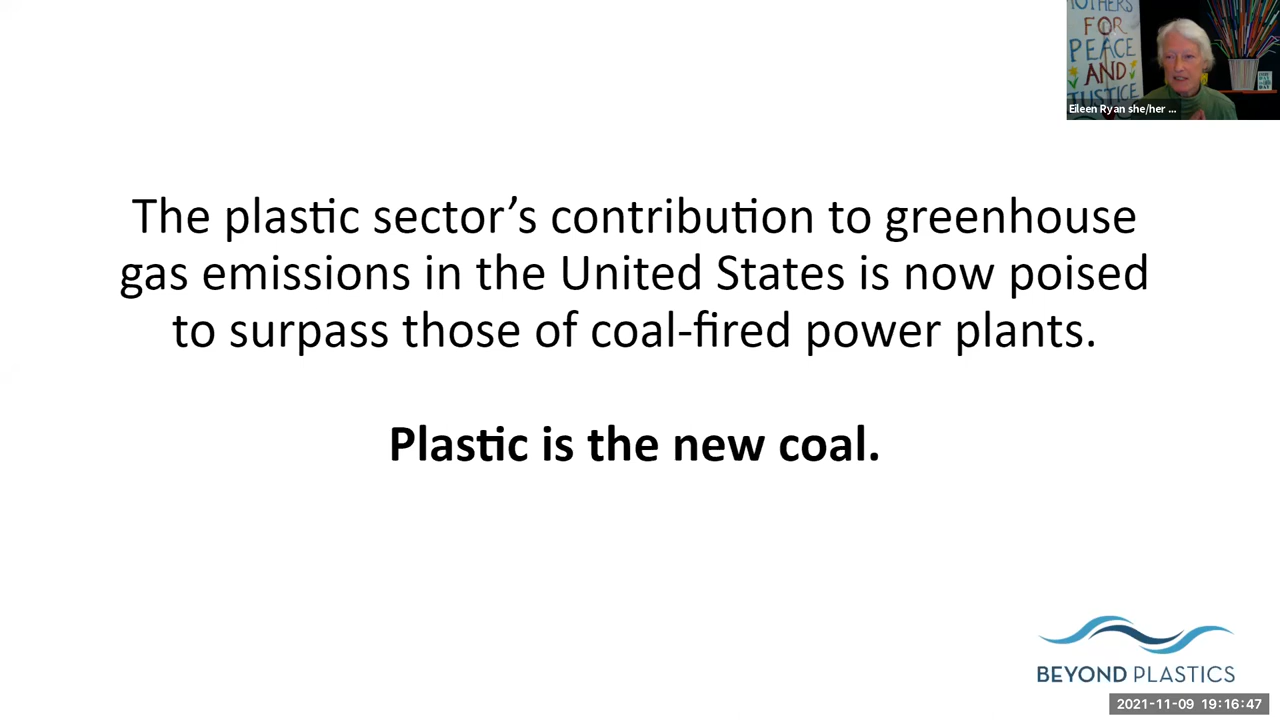 MOTHERS
FOR
PEACE
AND
JUSTICE
Eileen Ryan she/her ...
The plastic sector’s contribution to greenhouse
gas emissions in the United States is now poised
to surpass those of coal-fired power plants.
Plastic is the new coal.
BEYOND PLASTICS
2021-11-09 19:16:47